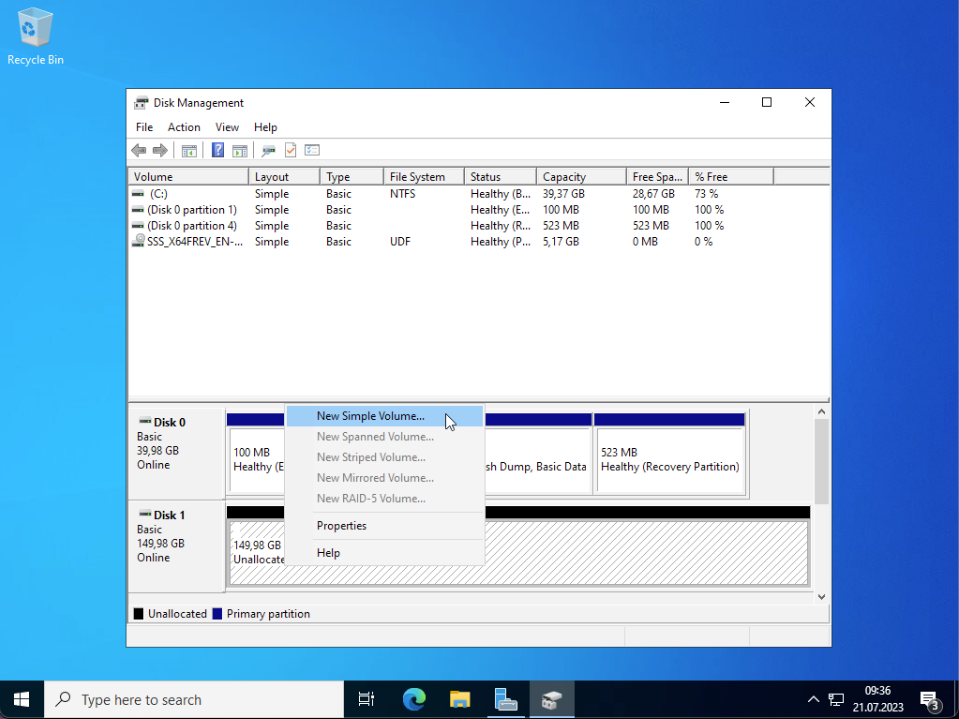 Recycle Bin
Disk Management
File Action View Help
Volume Layout Type File System Status Capacity Free Spa... % Free
(C:) Simple Basic NTFS Healthy (B... 39,37 GB 28,67 GB 73 %
(Disk 0 partition 1) Simple Basic Healthy (E... 100 MB 100 MB 100 %
(Disk 0 partition 4) Simple Basic Healthy (R... 523 MB 523 MB 100 %
SSS_X64FREV_EN-... Simple Basic UDF Healthy (P... 5,17 GB 0 MB 0 %
Disk 0
Basic
39,98 GB
Online
100 MB
Healthy (E
sh Dump, Basic Data
523 MB
Healthy (Recovery Partition)
New Simple Volume...
New Spanned Volume...
New Striped Volume...
New Mirrored Volume...
New RAID-5 Volume...
Properties
Help
Disk 1
Basic
149,98 GB
Online
149,98 GB
Unallocate
Unallocated Primary partition
Type here to search
09:36
21.07.2023
3